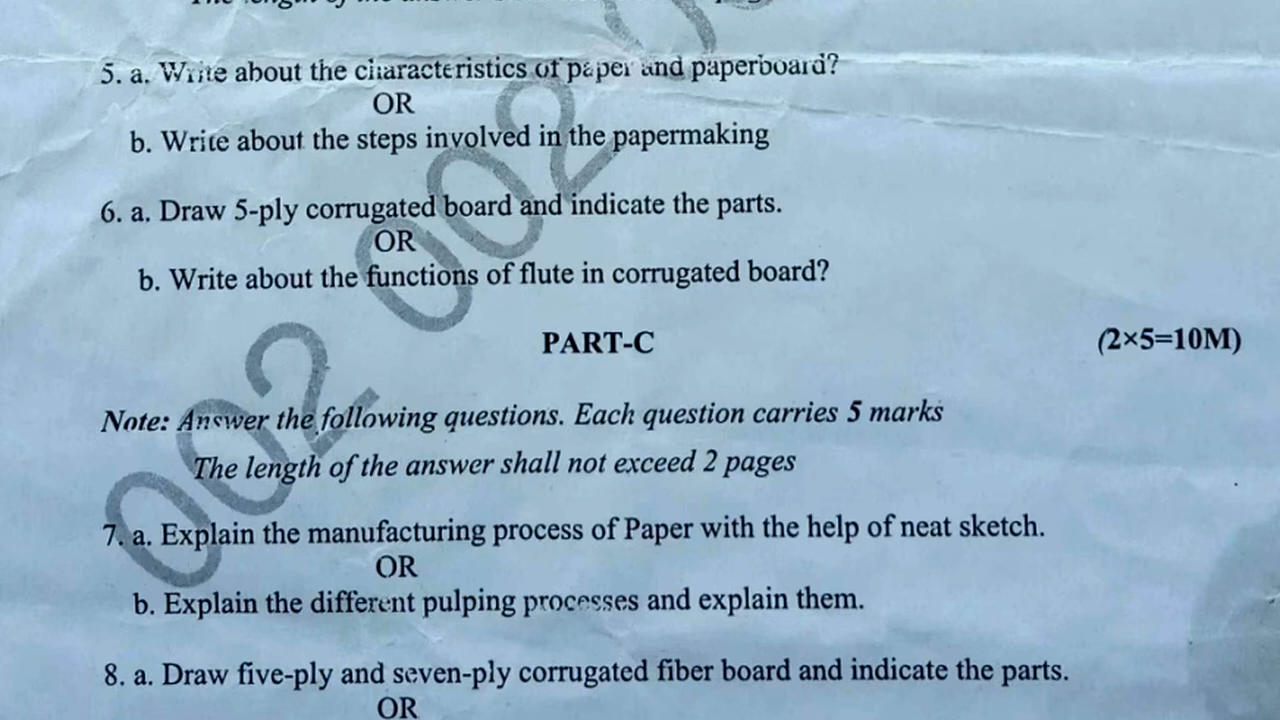 5. a. Write about the characteristics of paper and paperboard?
OR
b. Write about the steps involved in the papermaking
6. a. Draw 5-ply corrugated board and indicate the parts.
OR
b. Write about the functions of flute in corrugated board?
PART-C (2×5=10M)
Note: Answer the following questions. Each question carries 5 marks
The length of the answer shall not exceed 2 pages
7. a. Explain the manufacturing process of Paper with the help of neat sketch.
OR
b. Explain the different pulping processes and explain them.
8. a. Draw five-ply and seven-ply corrugated fiber board and indicate the parts.
OR
002 002